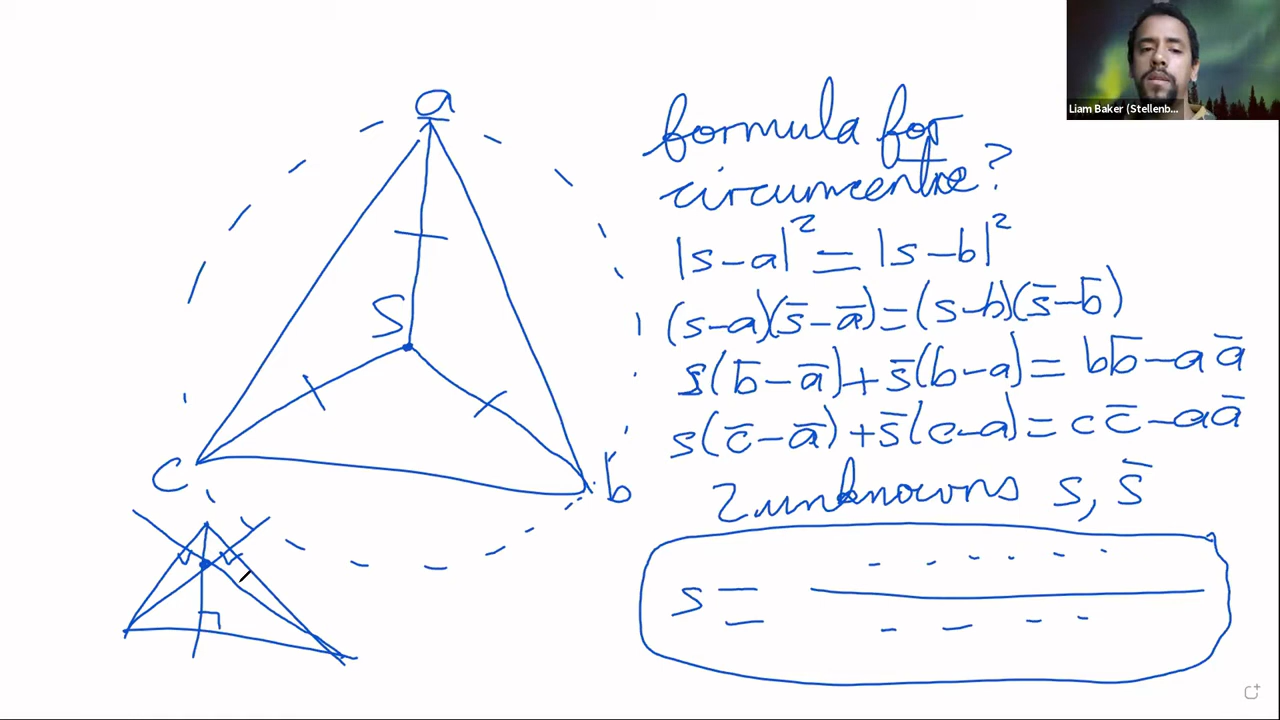 Liam Baker (Stellenb...
a
S
c
b
formula for
circumcentre?
|s-a|² = |s-b|²
(s-a)(s̄-ā)=(s-b)(s̄-b̄)
s(b̄-ā)+s̄(b-a)=bb̄-aā
s(c̄-ā)+s̄(c-a)=cc̄-aā
2 unknowns s, s̄
s =